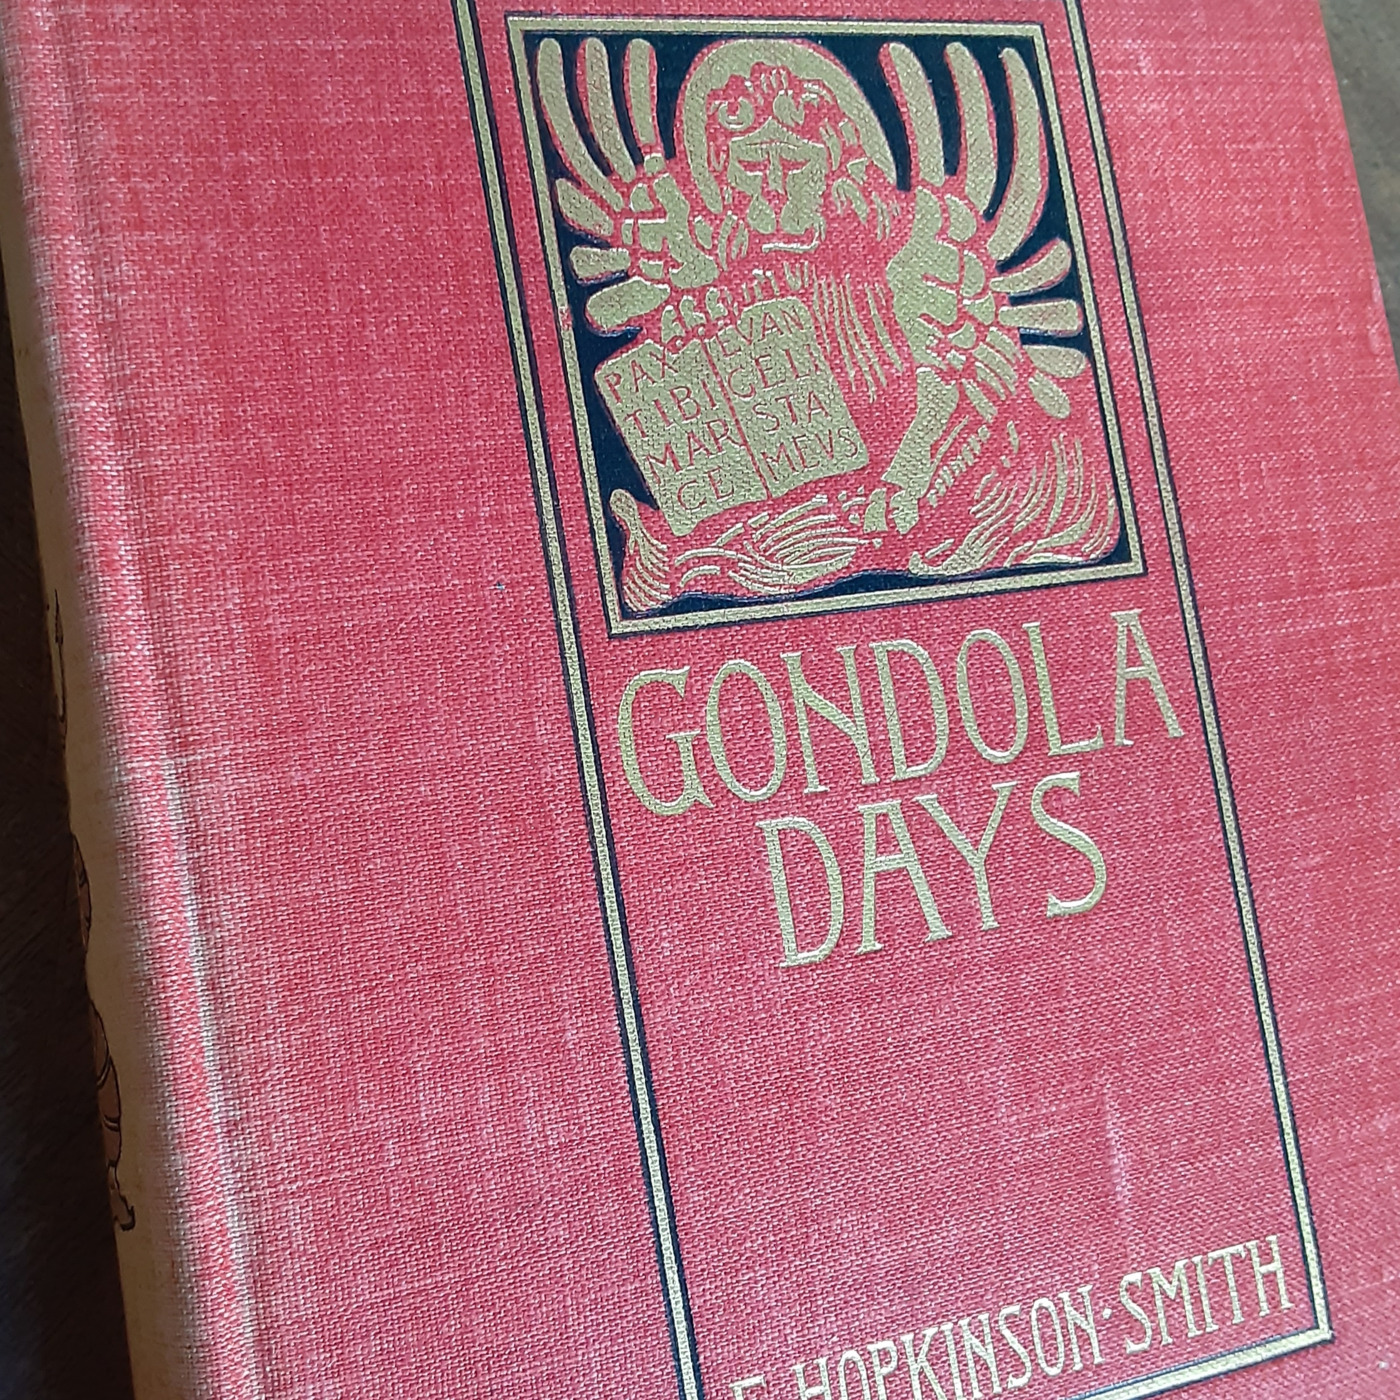 PAX
TIBI
MAR
CE
EVAN
GELI
STA
MEVS
GONDOLA
DAYS
F HOPKINSON·SMITH